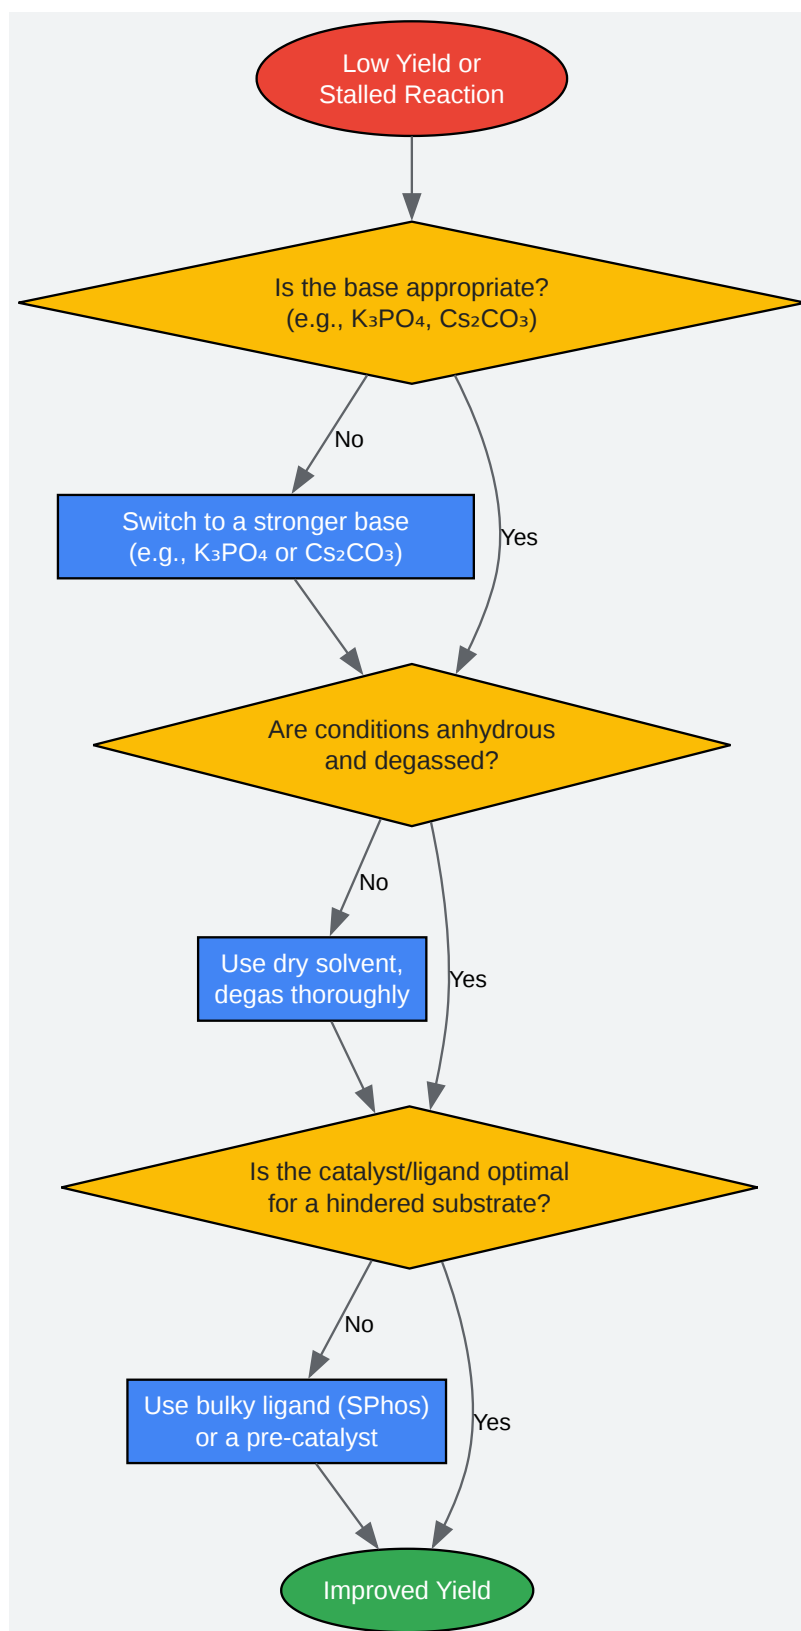 Low Yield or
Stalled Reaction
Is the base appropriate?
(e.g., K₃PO₄, Cs₂CO₃)
No
Switch to a stronger base
(e.g., K₃PO₄ or Cs₂CO₃)
Yes
Are conditions anhydrous
and degassed?
No
Use dry solvent,
degas thoroughly
Yes
Is the catalyst/ligand optimal
for a hindered substrate?
No
Use bulky ligand (SPhos)
or a pre-catalyst
Yes
Improved Yield